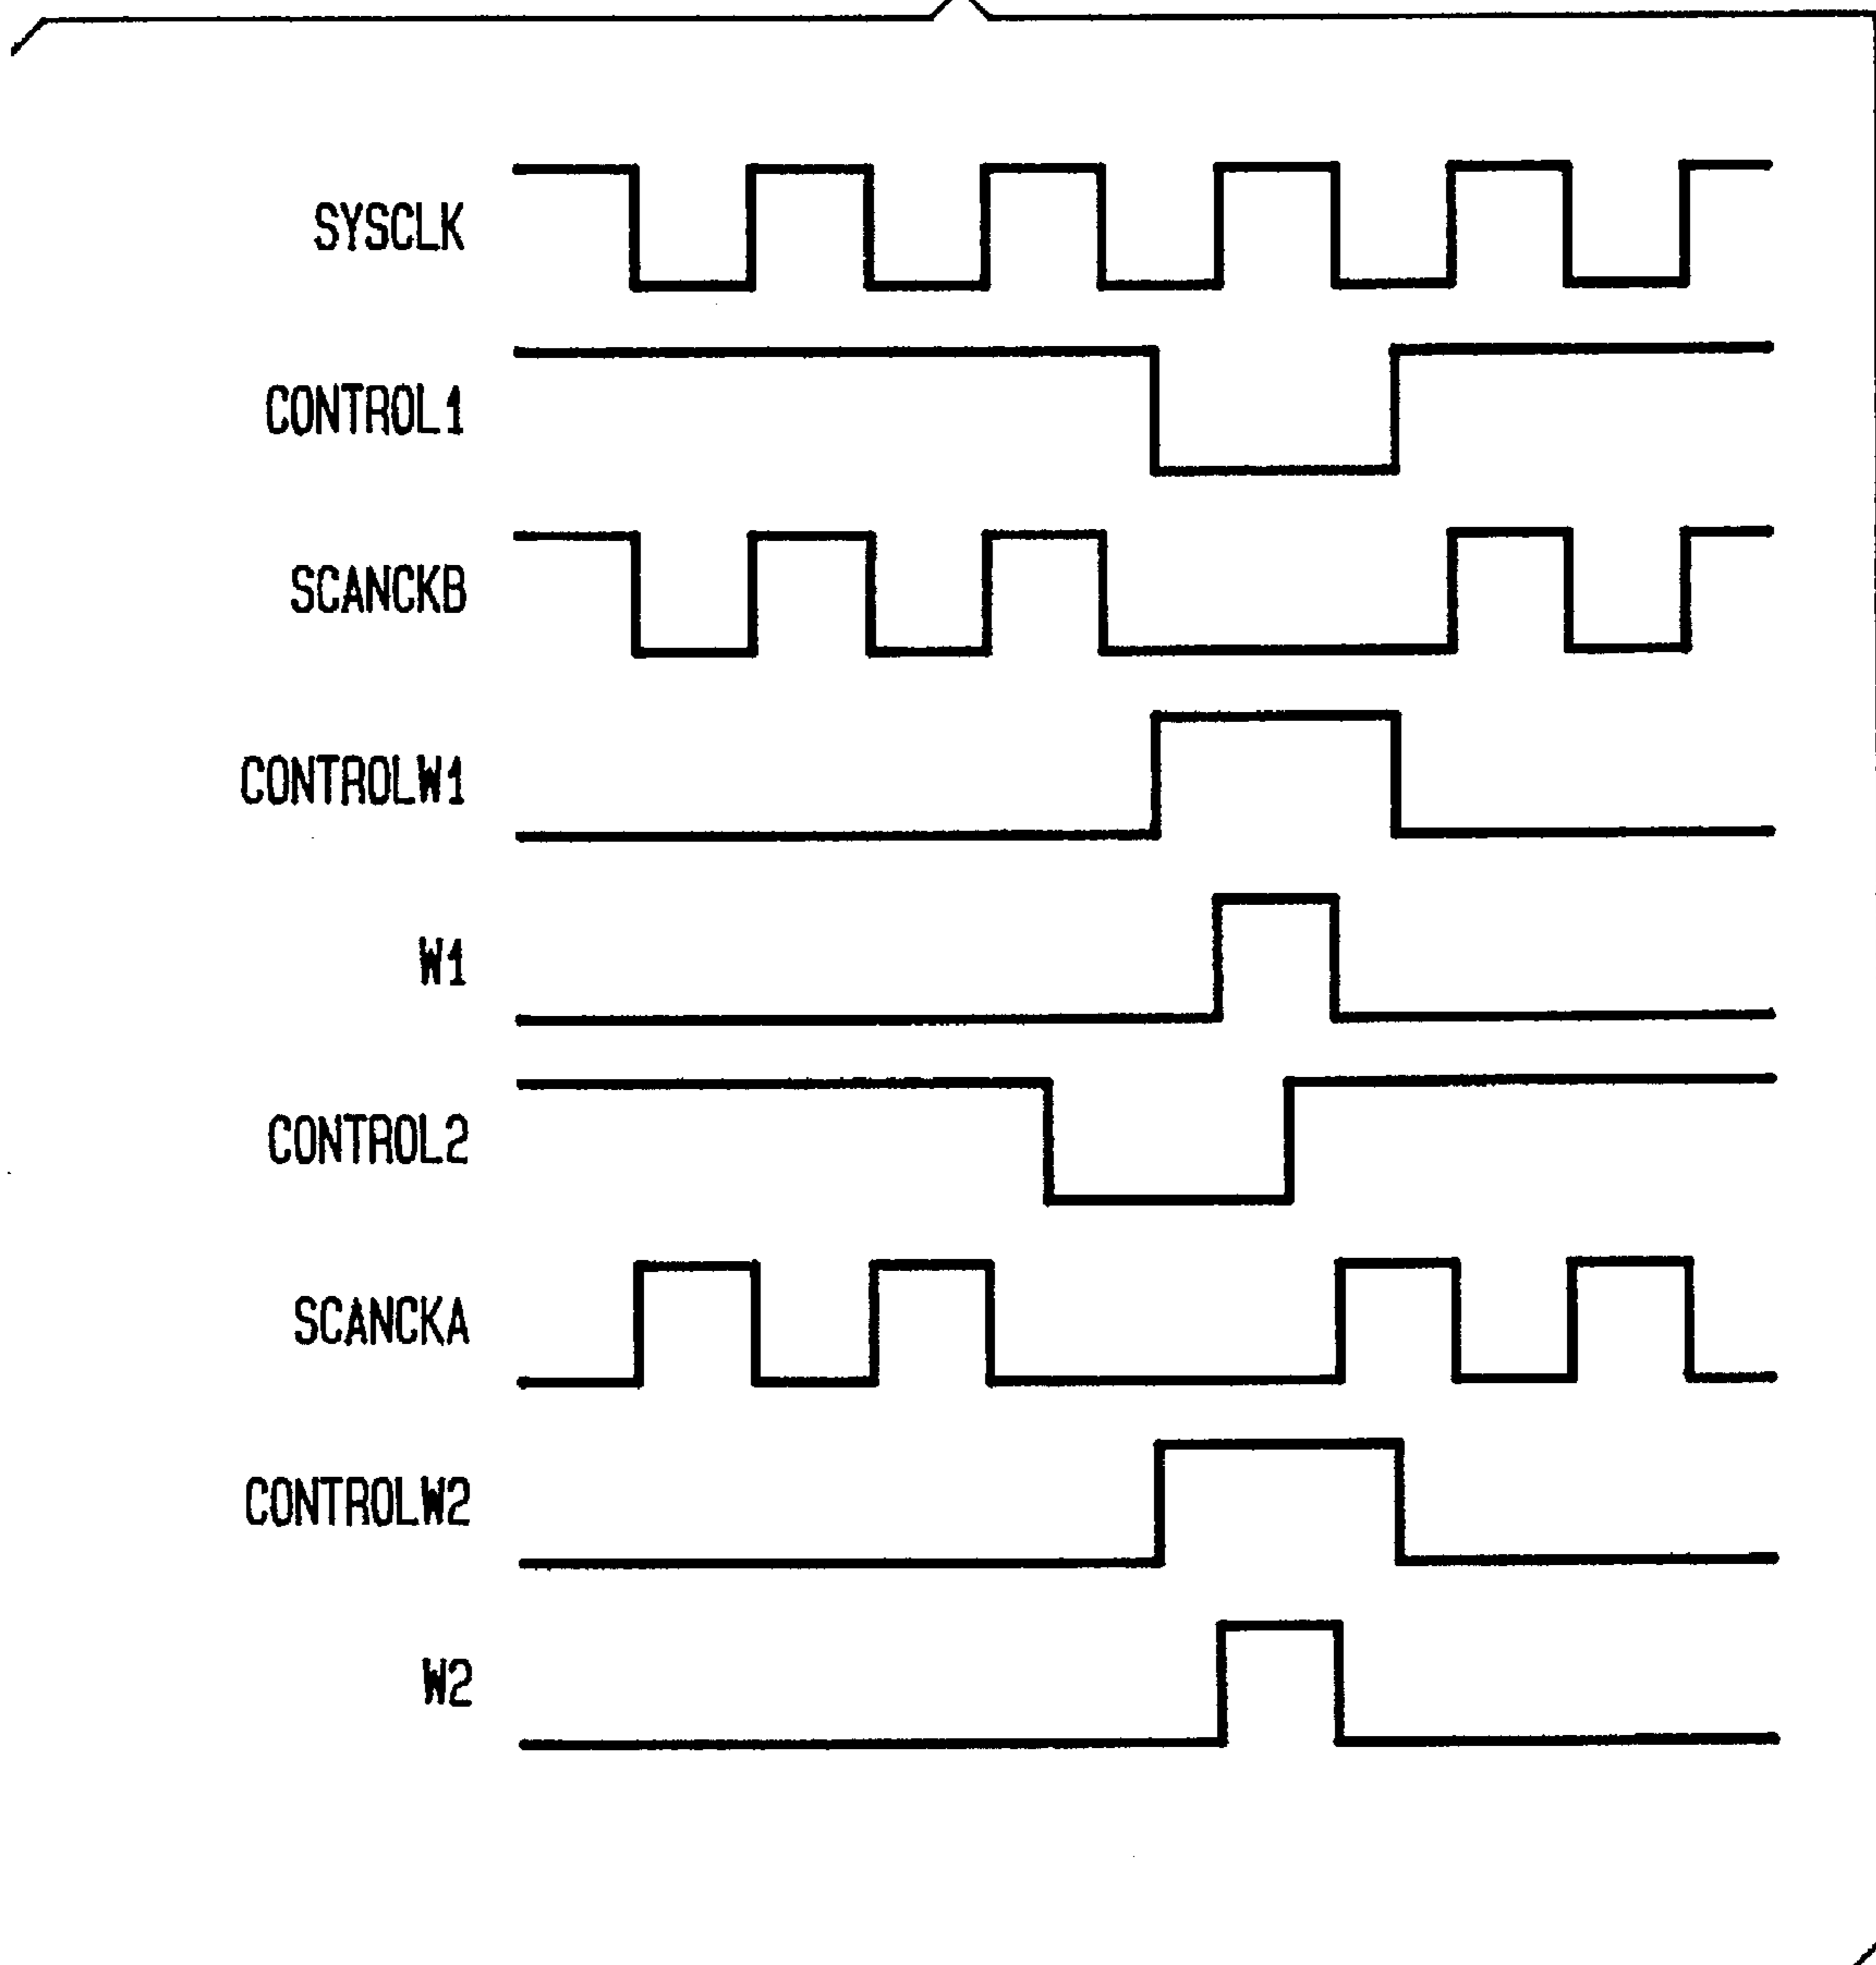 SYSCLK
CONTROL1
SCANCKB
CONTROLW1
W1
CONTROL2
SCANCKA
CONTROLW2
W2